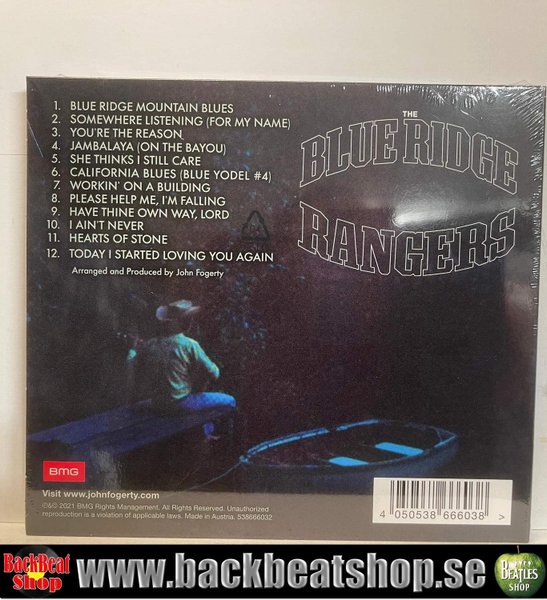 1. BLUE RIDGE MOUNTAIN BLUES
2. SOMEWHERE LISTENING (FOR MY NAME)
3. YOU'RE THE REASON
4. JAMBALAYA (ON THE BAYOU)
5. SHE THINKS I STILL CARE
6. CALIFORNIA BLUES (BLUE YODEL #4)
7. WORKIN' ON A BUILDING
8. PLEASE HELP ME, I'M FALLING
9. HAVE THINE OWN WAY, LORD
10. I AIN'T NEVER
11. HEARTS OF STONE
12. TODAY I STARTED LOVING YOU AGAIN
Arranged and Produced by John Fogerty
THE
BLUE RIDGE
RANGERS
BMG
Visit www.johnfogerty.com
℗&© 2021 BMG Rights Management. All Rights Reserved. Unauthorized
reproduction is a violation of applicable laws. Made in Austria. 538666032
4 050538 666038 >
BackBeat
Shop
www.backbeatshop.se
BEATLES
SHOP